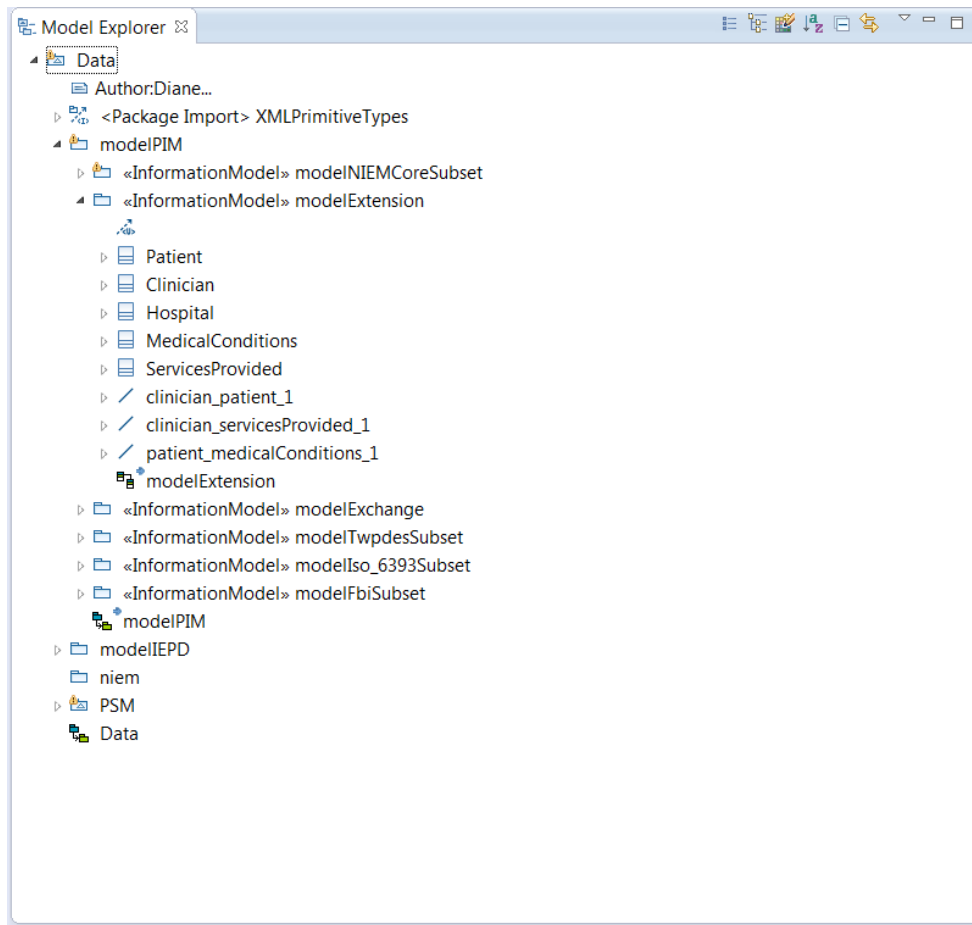 Model Explorer
Data
Author:Diane...
<Package Import> XMLPrimitiveTypes
modelPIM
«InformationModel» modelNIEMCoreSubset
«InformationModel» modelExtension
Patient
Clinician
Hospital
MedicalConditions
ServicesProvided
clinician_patient_1
clinician_servicesProvided_1
patient_medicalConditions_1
modelExtension
«InformationModel» modelExchange
«InformationModel» modelTwpdesSubset
«InformationModel» modelIso_6393Subset
«InformationModel» modelFbiSubset
modelPIM
modelIEPD
niem
PSM
Data